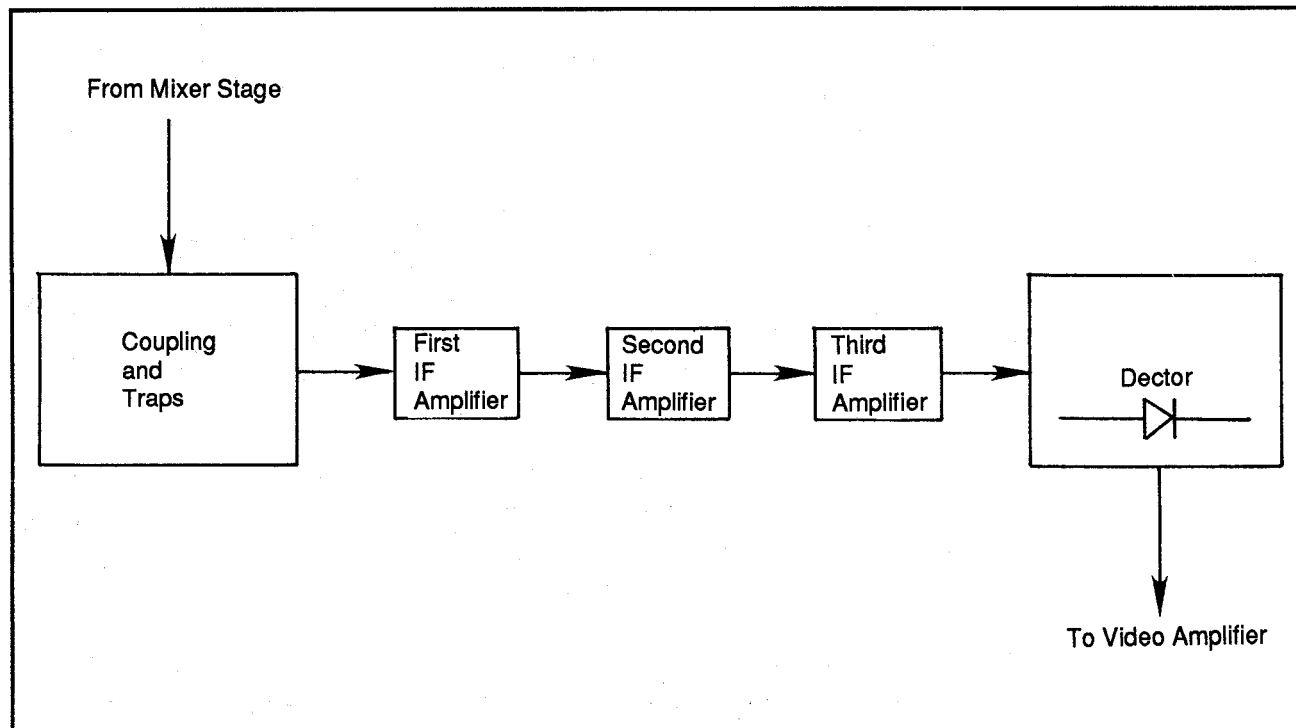 From Mixer Stage
Coupling
and
Traps
First
IF
Amplifier
Second
IF
Amplifier
Third
IF
Amplifier
Dector
To Video Amplifier